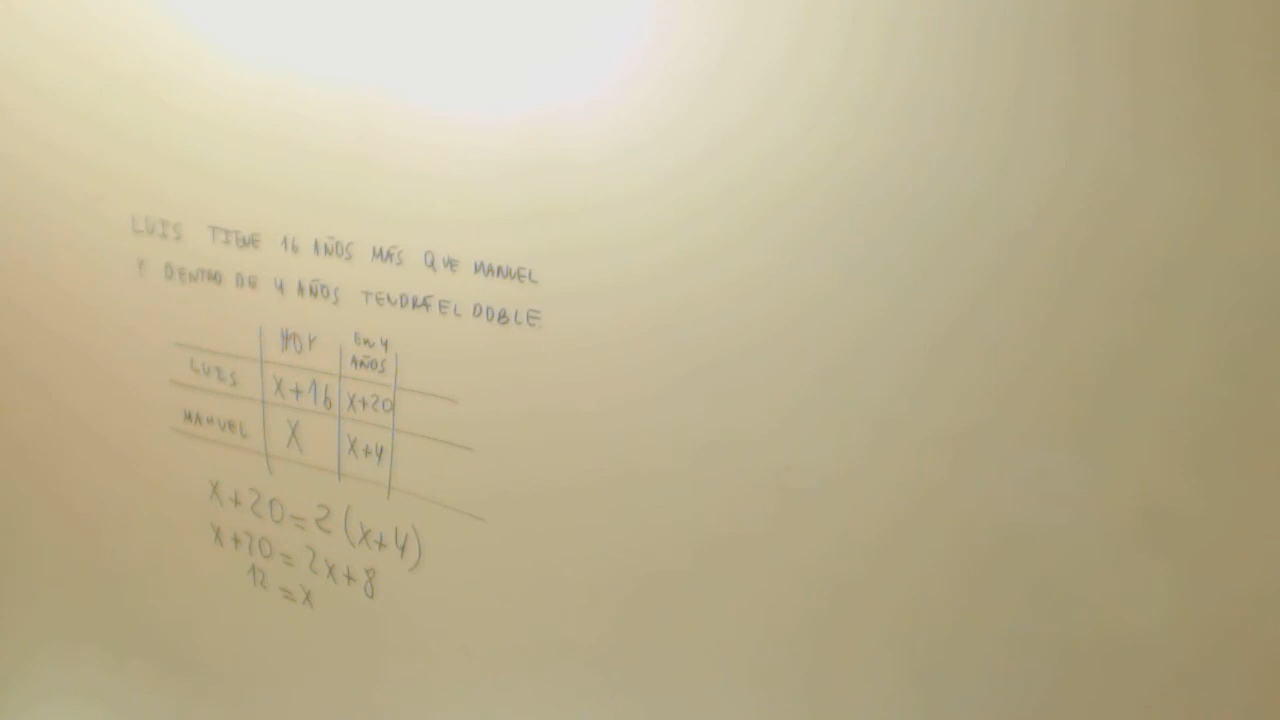 LUIS TIENE 16 AÑOS MÁS QUE MANUEL
Y DENTRO DE 4 AÑOS TENDRÁ EL DOBLE.
HOY EN 4 AÑOS
LUIS X+16 X+20
MANUEL X X+4
X+20=2(X+4)
X+20=2X+8
12=X